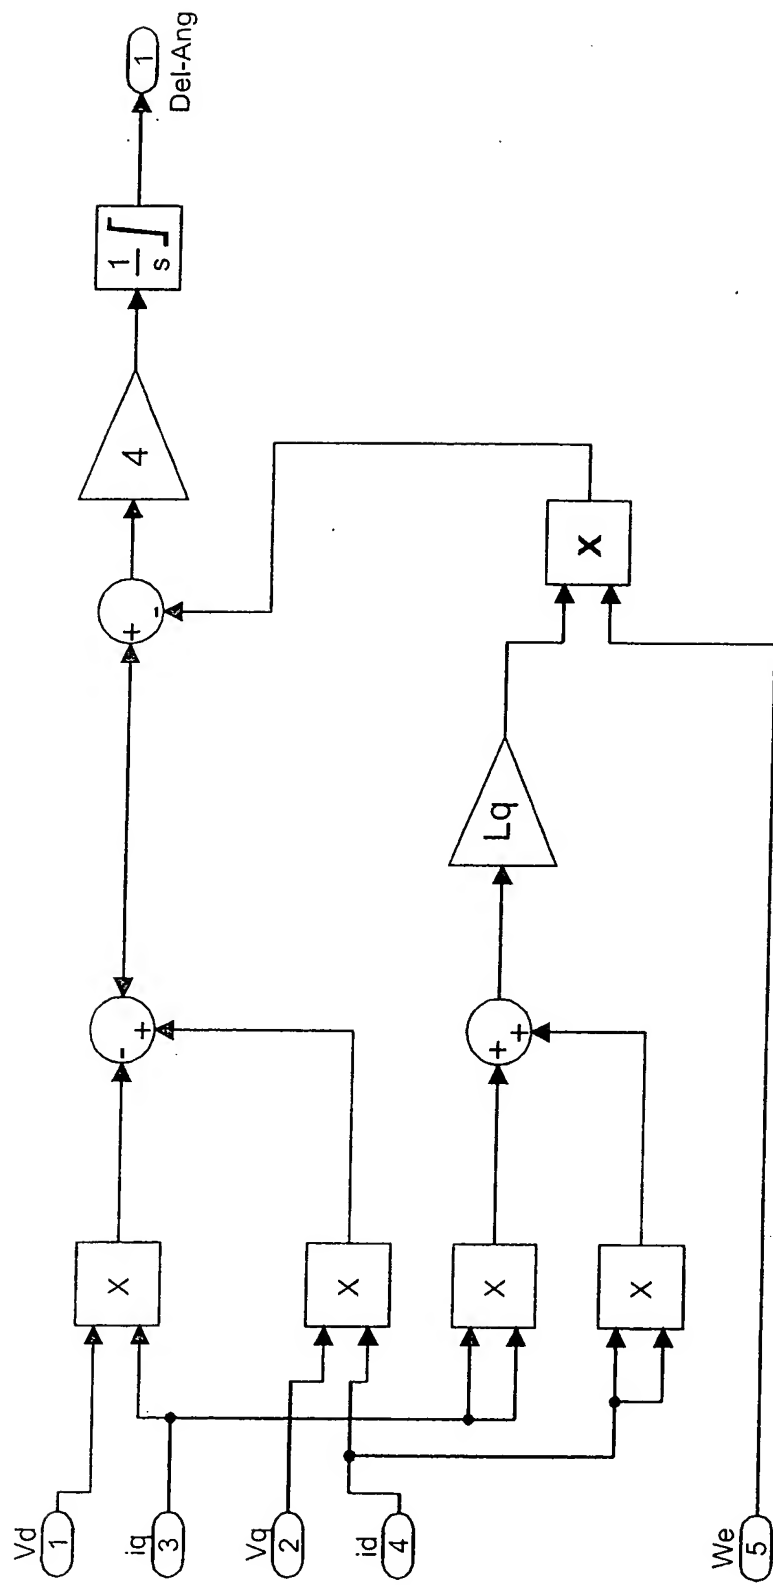 Vd
1
iq
3
Vq
2
id
4
We
5
X
X
X
X
-
+
+
+
Lq
X
+
-
4
1
s
∫
1
Del-Ang